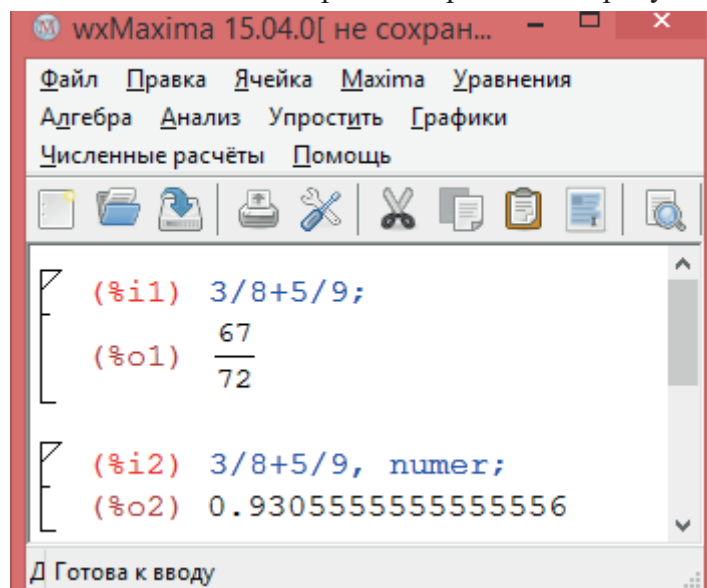 wxMaxima 15.04.0[ не сохран...
Файл Правка Ячейка Maxima Уравнения
Алгебра Анализ Упростить Графики
Численные расчёты Помощь
(%i1) 3/8+5/9;
67
(%o1)
72
(%i2) 3/8+5/9, numer;
(%o2) 0.9305555555555556
Д Готова к вводу